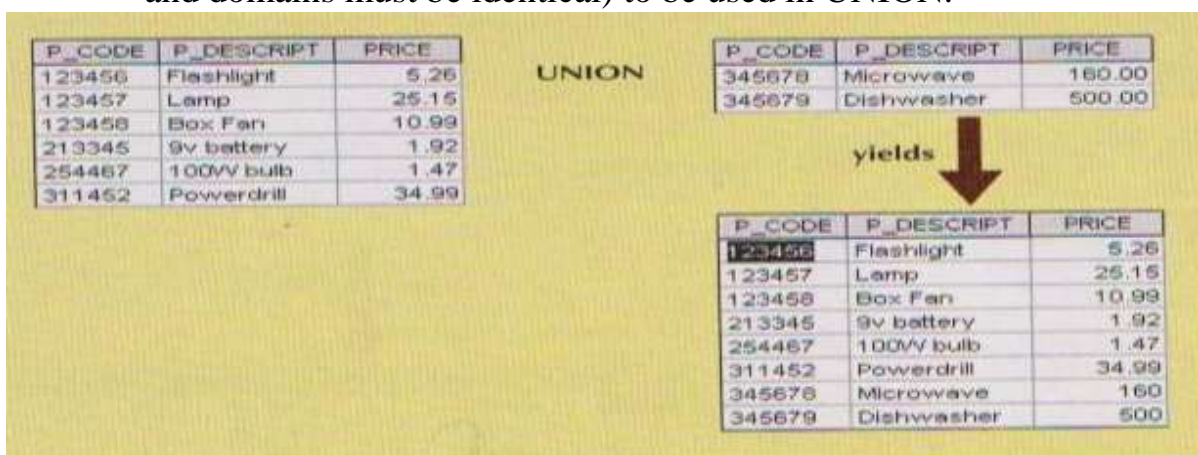 and domains must be identical) to be used in UNION.
P_CODE P_DESCRIPT PRICE
123456 Flashlight 5.26
123457 Lamp 25.15
123458 Box Fan 10.99
213345 9v battery 1.92
254467 100W bulb 1.47
311452 Powerdrill 34.99
UNION
P_CODE P_DESCRIPT PRICE
345678 Microwave 160.00
345679 Dishwasher 500.00
yields
P_CODE P_DESCRIPT PRICE
123456 Flashlight 5.26
123457 Lamp 25.15
123458 Box Fan 10.99
213345 9v battery 1.92
254467 100W bulb 1.47
311452 Powerdrill 34.99
345678 Microwave 160
345679 Dishwasher 500